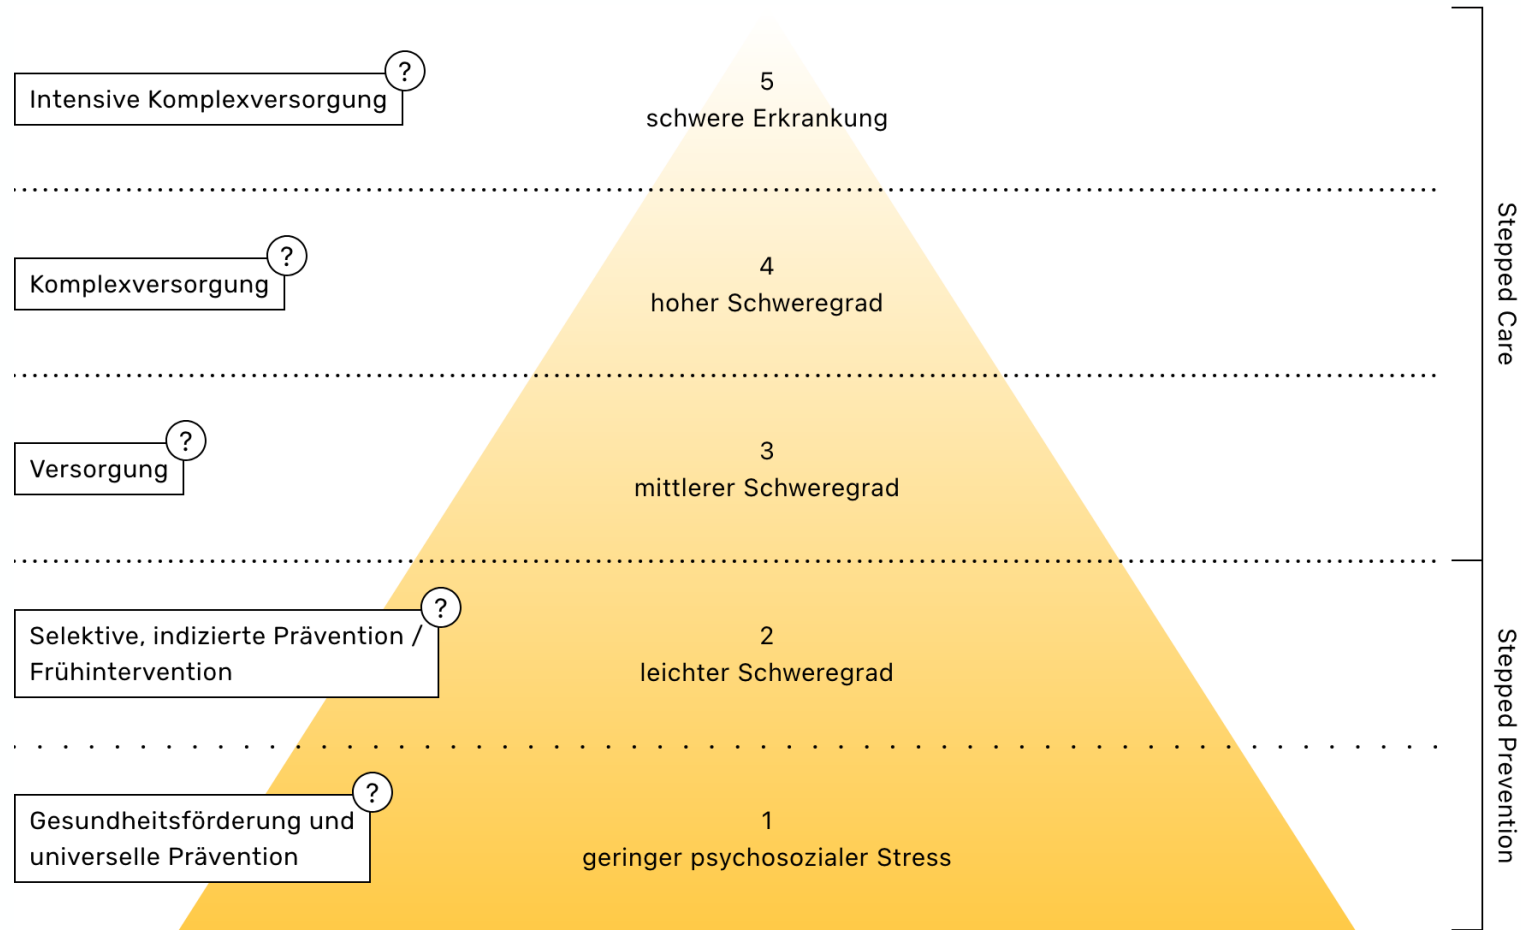 ?
Intensive Komplexversorgung
5
schwere Erkrankung
?
Komplexversorgung
4
hoher Schweregrad
Stepped Care
?
Versorgung
3
mittlerer Schweregrad
?
Selektive, indizierte Prävention /
Frühintervention
2
leichter Schweregrad
Stepped Prevention
?
Gesundheitsförderung und
universelle Prävention
1
geringer psychosozialer Stress